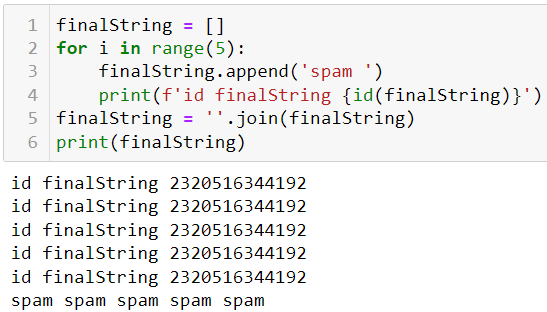 1 finalString = []
2 for i in range(5):
3     finalString.append('spam ')
4     print(f'id finalString {id(finalString)}')
5 finalString = ''.join(finalString)
6 print(finalString)
id finalString 2320516344192
id finalString 2320516344192
id finalString 2320516344192
id finalString 2320516344192
id finalString 2320516344192
spam spam spam spam spam